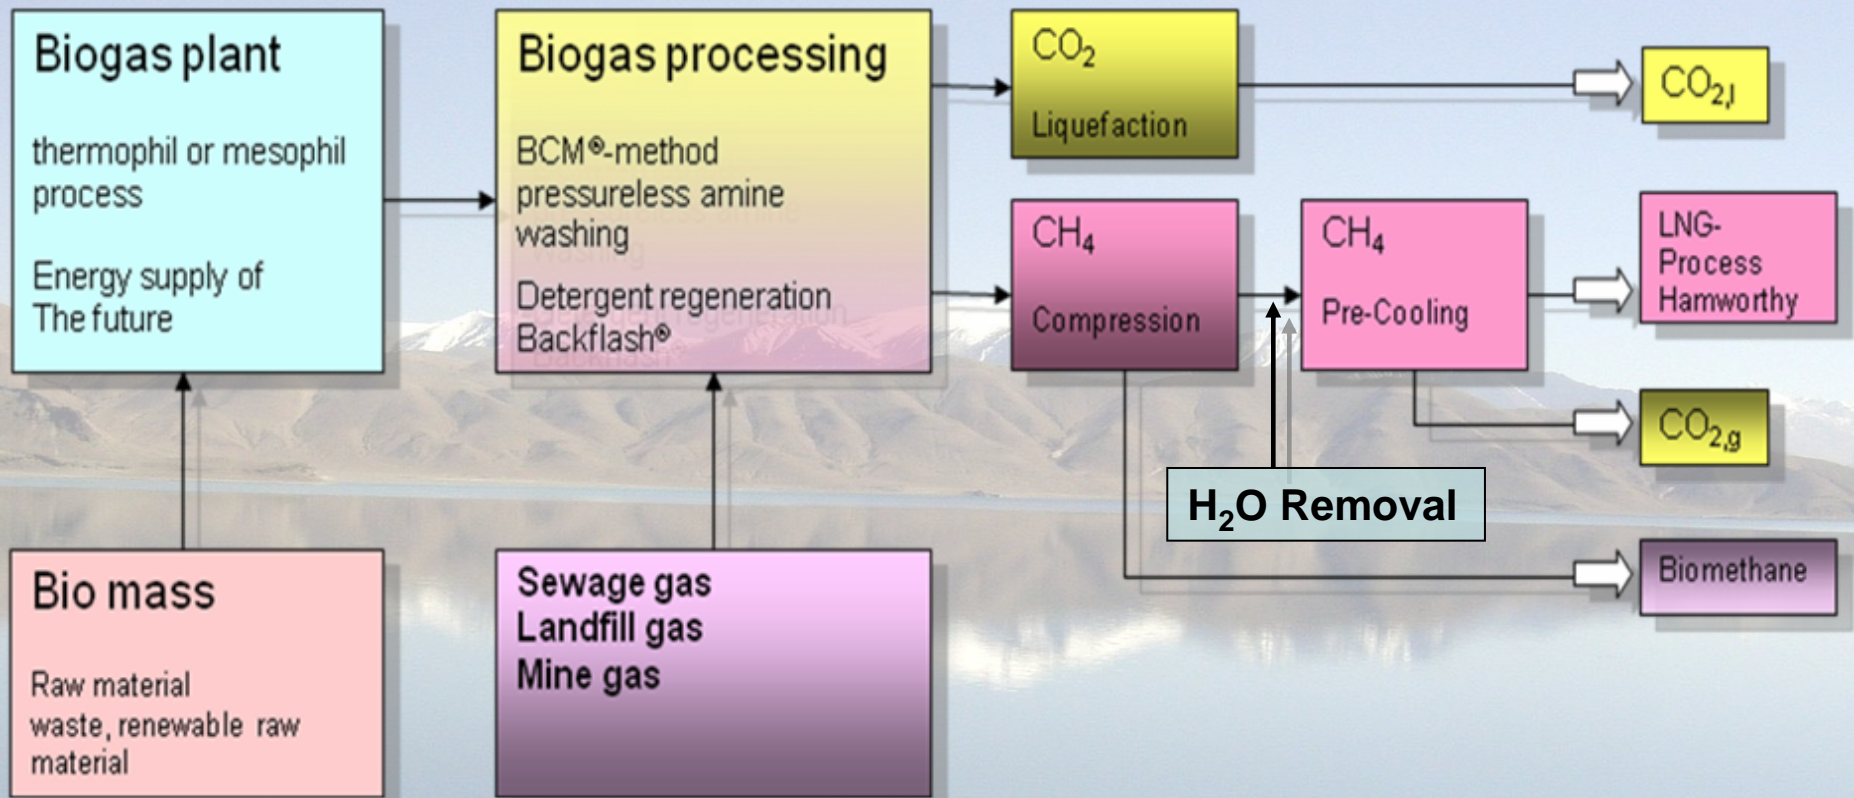 Biogas plant
thermophil or mesophil
process
Energy supply of
The future
Biogas processing
BCM®-method
pressureless amine
washing
Detergent regeneration
Backflash®
CO₂
Liquefaction
CO₂,l
CH₄
Compression
CH₄
Pre-Cooling
LNG-
Process
Hamworthy
CO₂,g
H₂O Removal
Biomethane
Bio mass
Raw material
waste, renewable raw
material
Sewage gas
Landfill gas
Mine gas